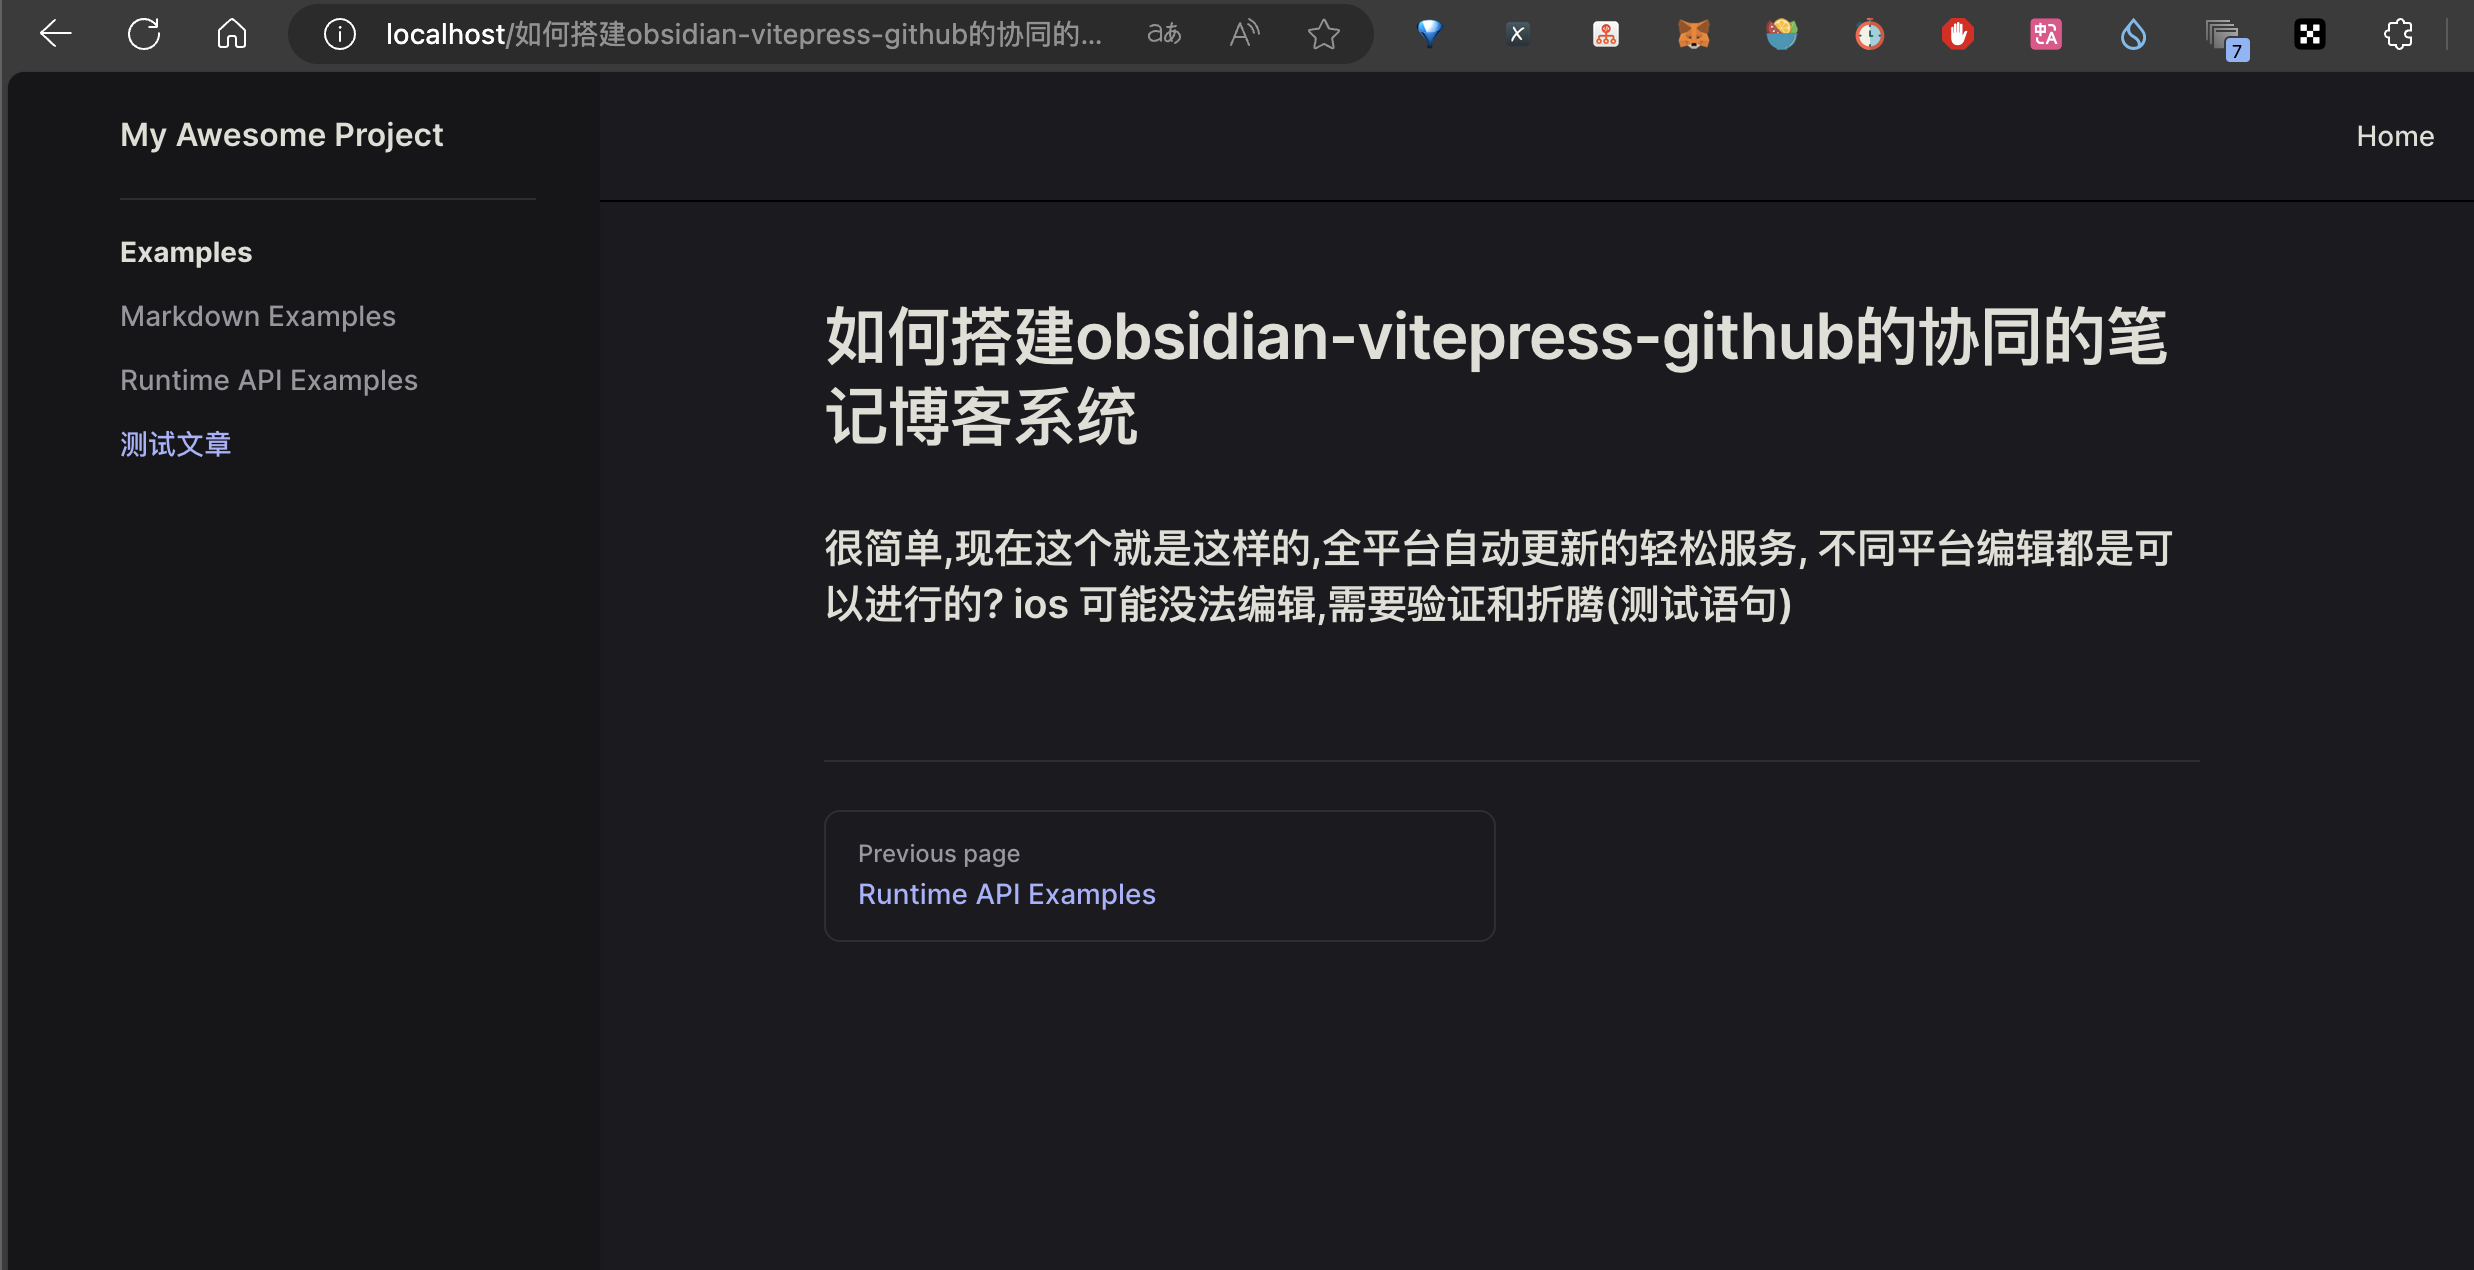 localhost/如何搭建obsidian-vitepress-github的协同的...
aあ
A
中A
7
My Awesome Project
Home
Examples
Markdown Examples
Runtime API Examples
测试文章
如何搭建obsidian-vitepress-github的协同的笔
记博客系统
很简单,现在这个就是这样的,全平台自动更新的轻松服务, 不同平台编辑都是可
以进行的? ios 可能没法编辑,需要验证和折腾(测试语句)
Previous page
Runtime API Examples